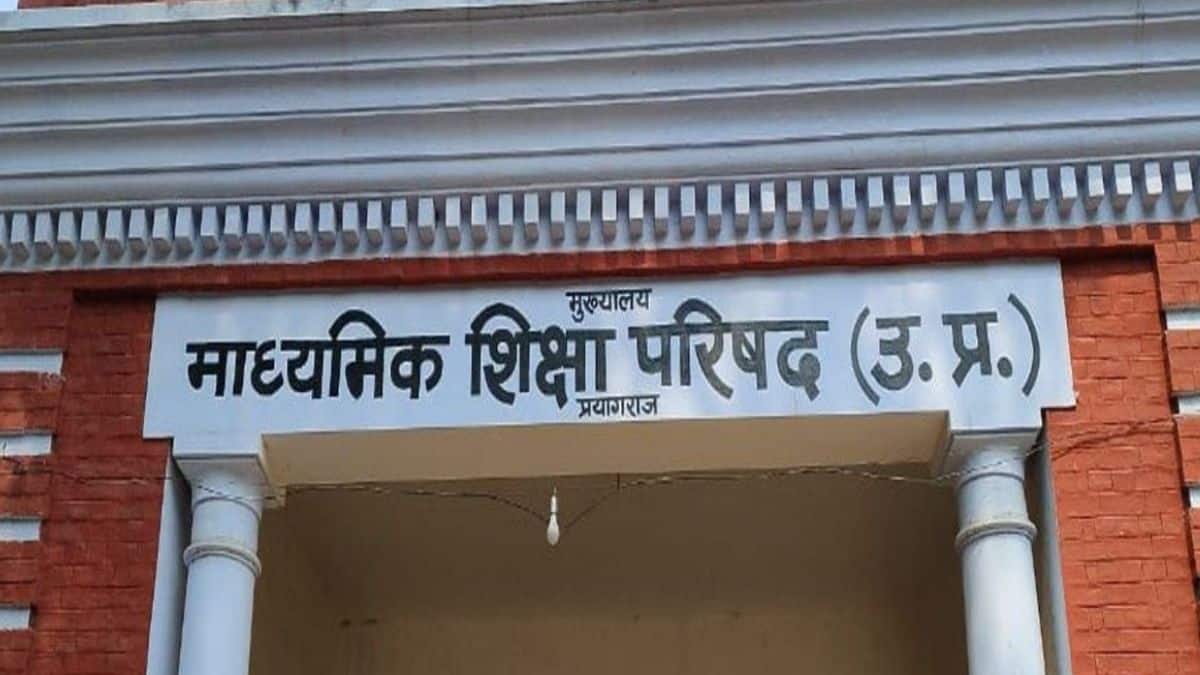 मुख्यालय
माध्यमिक शिक्षा परिषद (उ. प्र.)
प्रयागराज